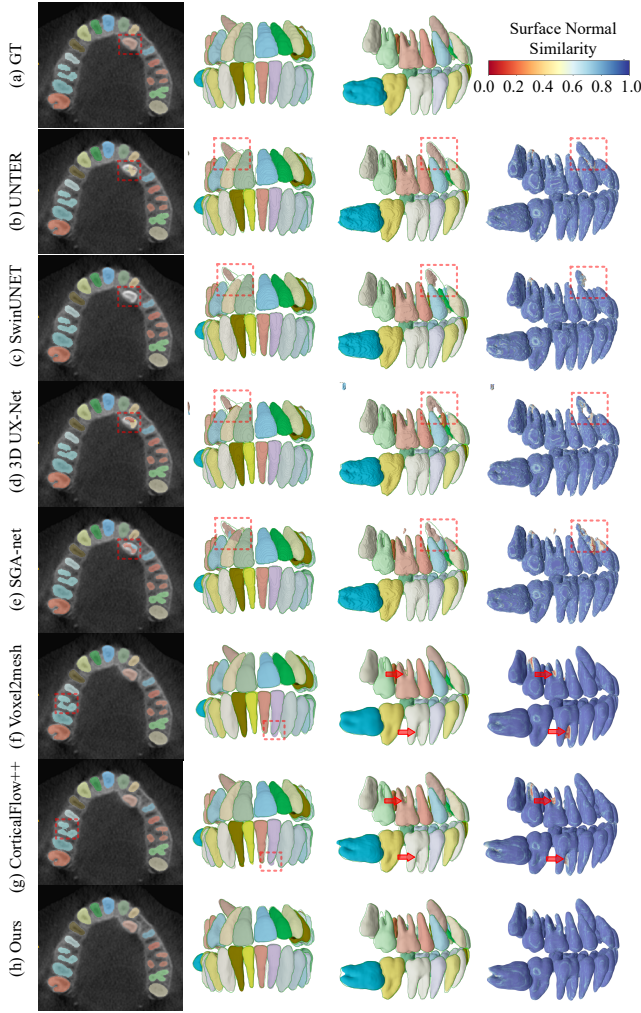 Surface Normal
Similarity
0.0 0.2 0.4 0.6 0.8 1.0
(a) GT
(b) UNTER
(c) SwinUNET
(d) 3D UX-Net
(e) SGA-net
(f) Voxel2mesh
(g) CorticalFlow++
(h) Ours